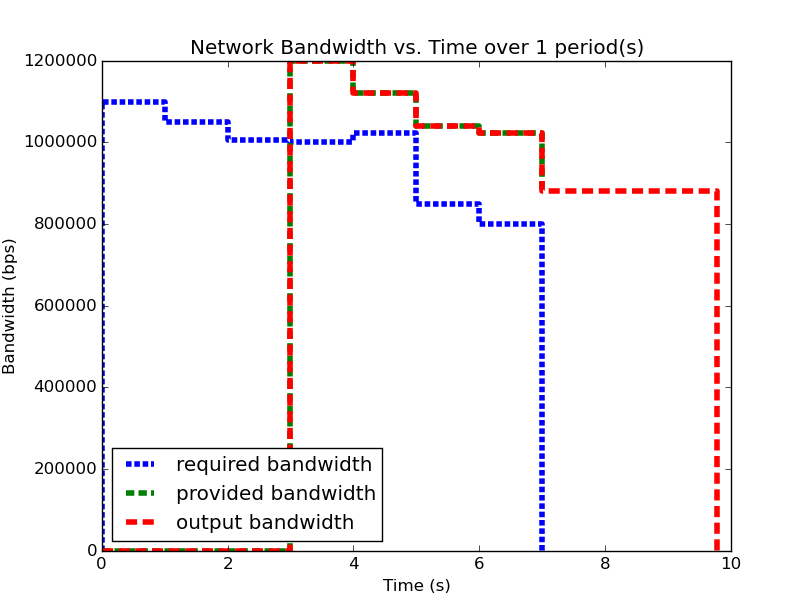 Network Bandwidth vs. Time over 1 period(s)
1200000
1000000
800000
600000
400000
200000
0
Bandwidth (bps)
required bandwidth
provided bandwidth
output bandwidth
0 2 4 6 8 10
Time (s)